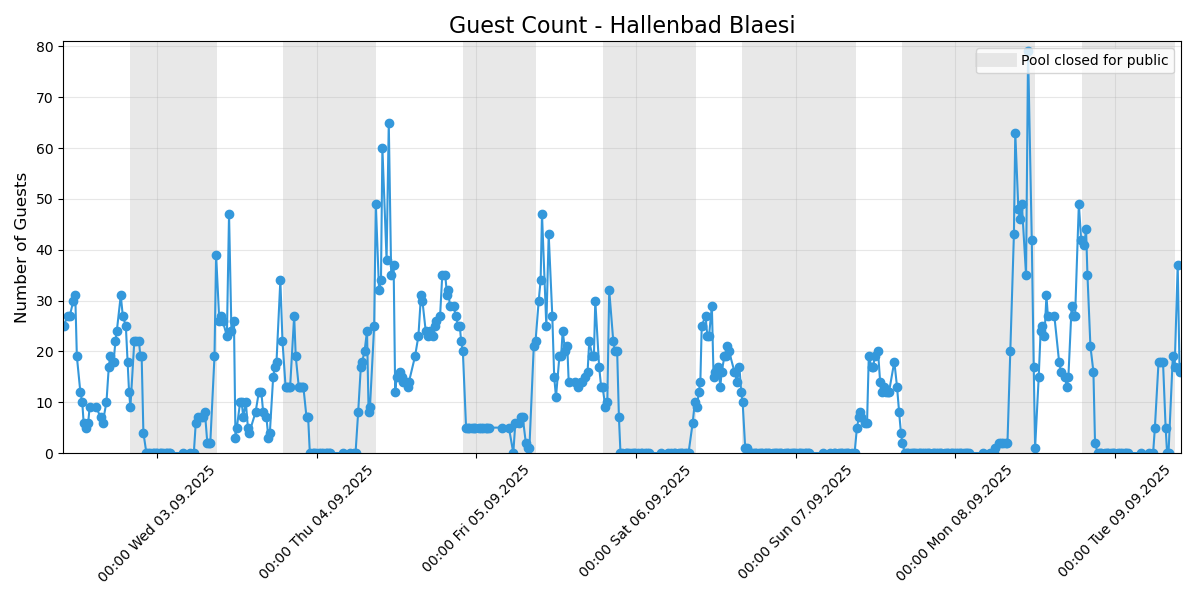 Guest Count - Hallenbad Blaesi
Pool closed for public
Number of Guests
80
70
60
50
40
30
20
10
0
00:00 Wed 03.09.2025
00:00 Thu 04.09.2025
00:00 Fri 05.09.2025
00:00 Sat 06.09.2025
00:00 Sun 07.09.2025
00:00 Mon 08.09.2025
00:00 Tue 09.09.2025